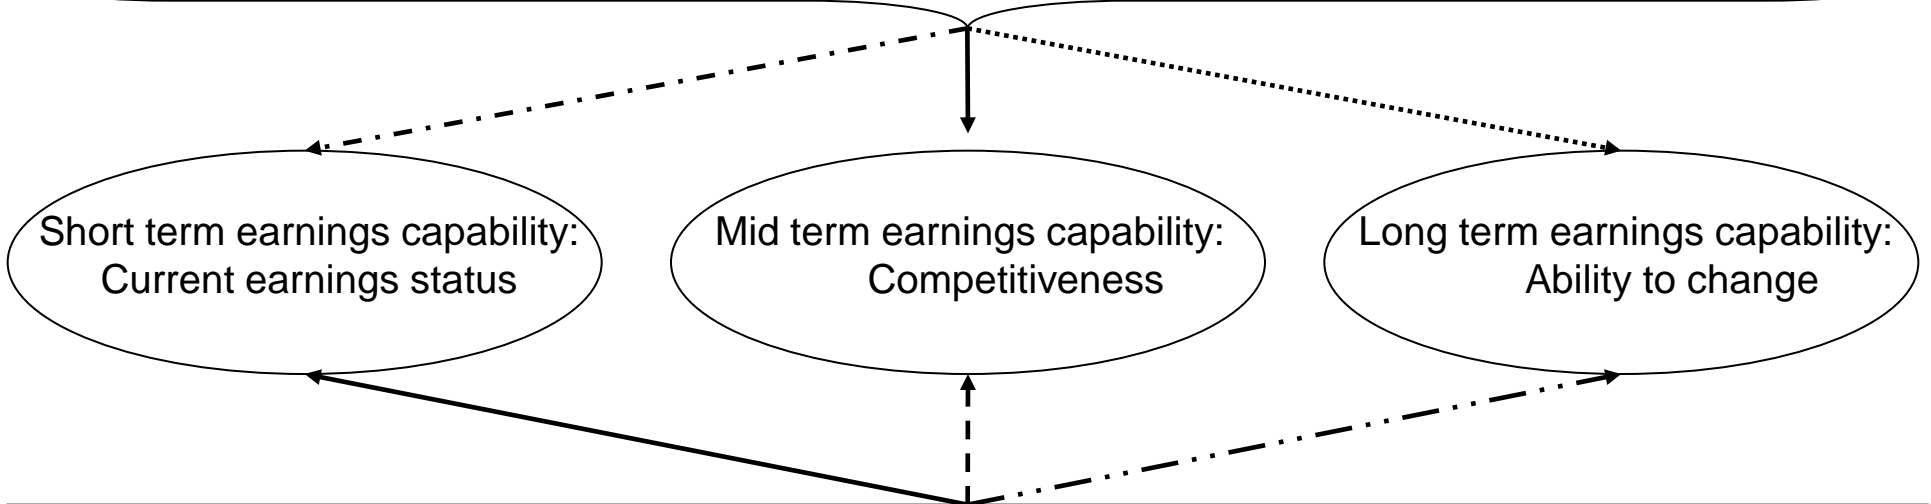 Short term earnings capability:
Current earnings status
Mid term earnings capability:
Competitiveness
Long term earnings capability:
Ability to change